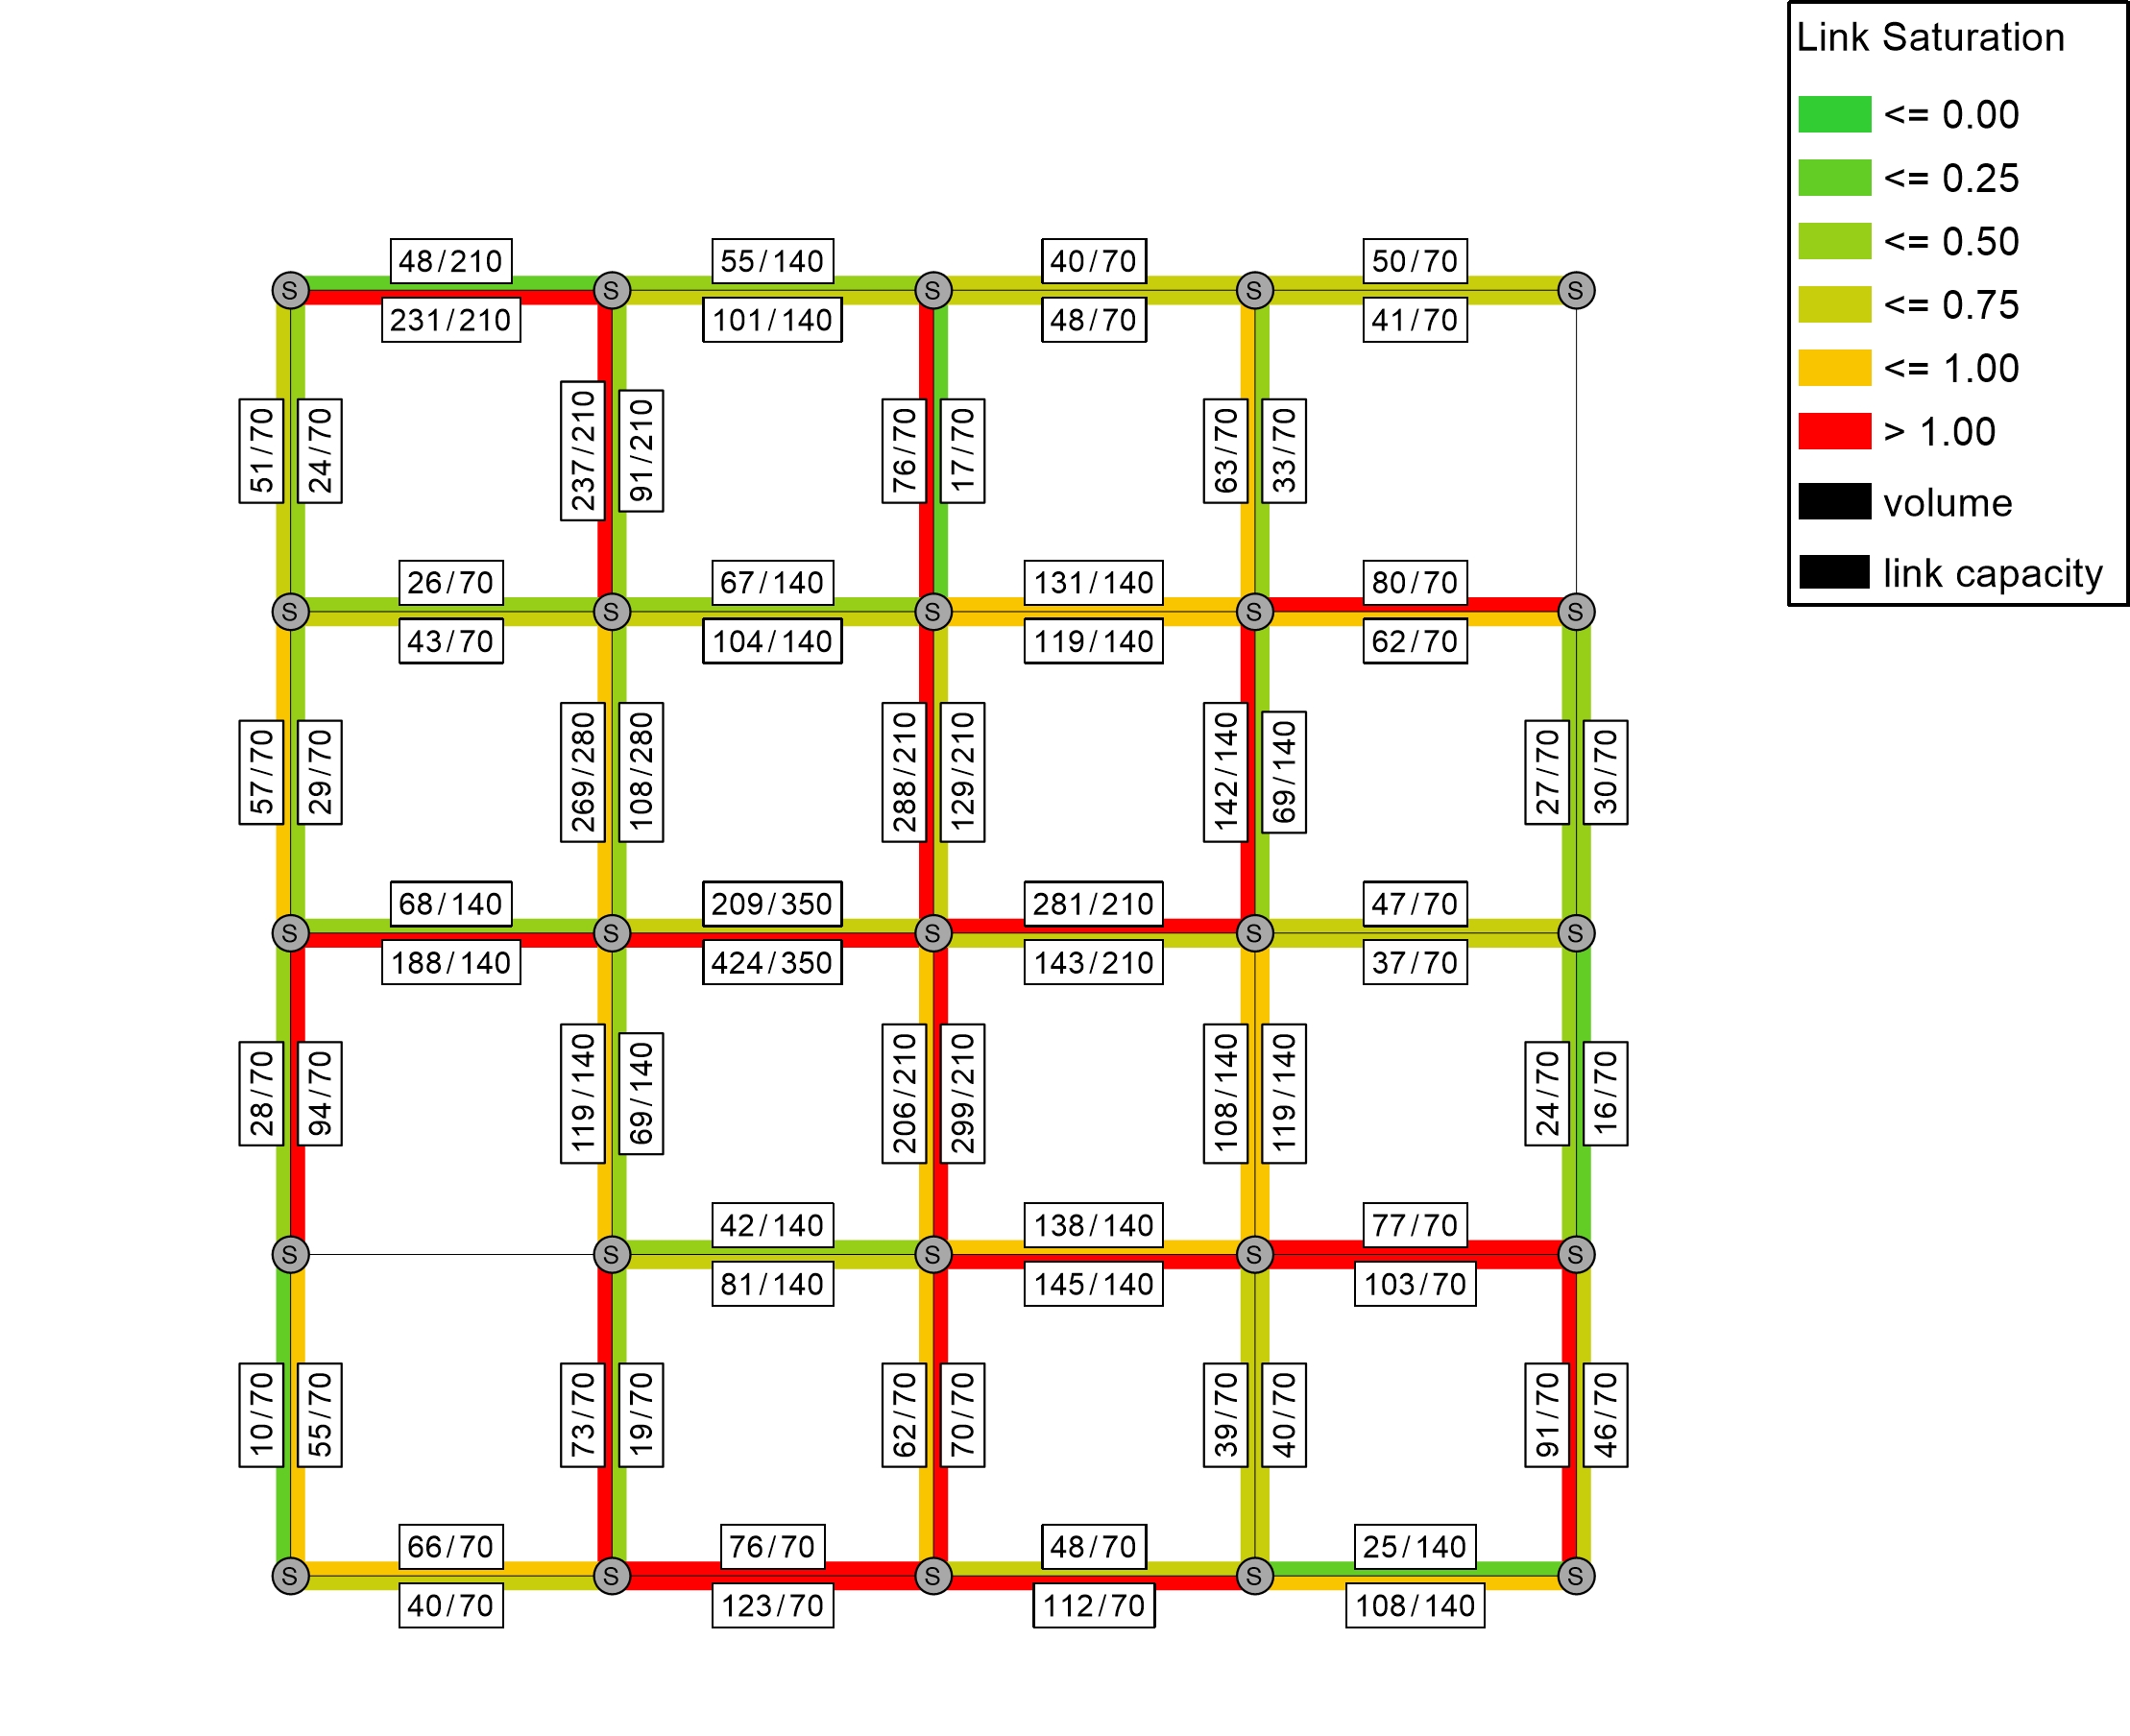 Link Saturation
<= 0.00
<= 0.25
<= 0.50
<= 0.75
<= 1.00
> 1.00
volume
link capacity
48/210
55/140
40/70
50/70
S
S
S
S
S
231/210
101/140
48/70
41/70
51/70
24/70
237/210
91/210
76/70
17/70
63/70
33/70
26/70
67/140
131/140
80/70
S
S
S
S
S
43/70
104/140
119/140
62/70
57/70
29/70
269/280
108/280
288/210
129/210
142/140
69/140
27/70
30/70
68/140
209/350
281/210
47/70
S
S
S
S
S
188/140
424/350
143/210
37/70
28/70
94/70
119/140
69/140
206/210
299/210
108/140
119/140
24/70
16/70
42/140
138/140
77/70
S
S
S
S
S
81/140
145/140
103/70
10/70
55/70
73/70
19/70
62/70
70/70
39/70
40/70
91/70
46/70
66/70
76/70
48/70
25/140
S
S
S
S
S
40/70
123/70
112/70
108/140